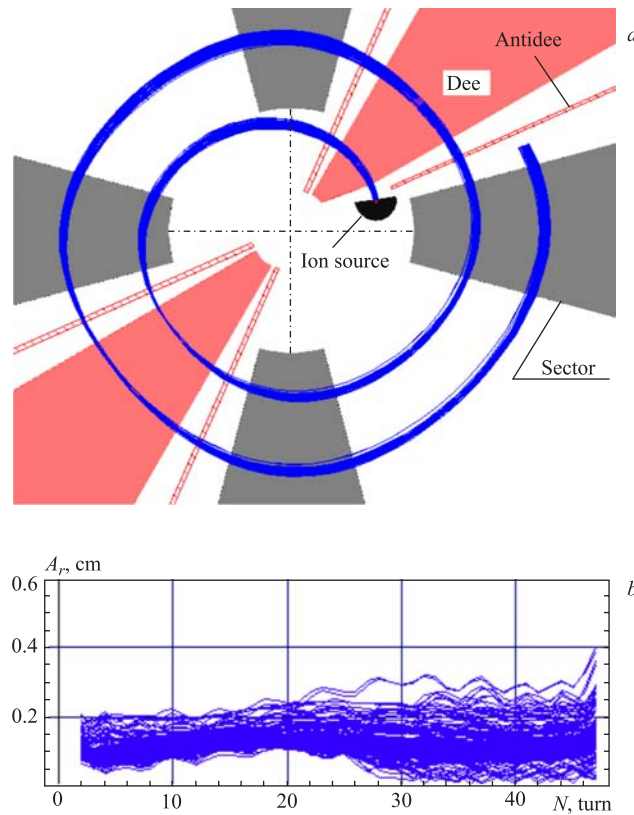 a
Antidee
Dee
Ion source
Sector
A_r, cm
b
0.6
0.4
0.2
0 10 20 30 40 N, turn